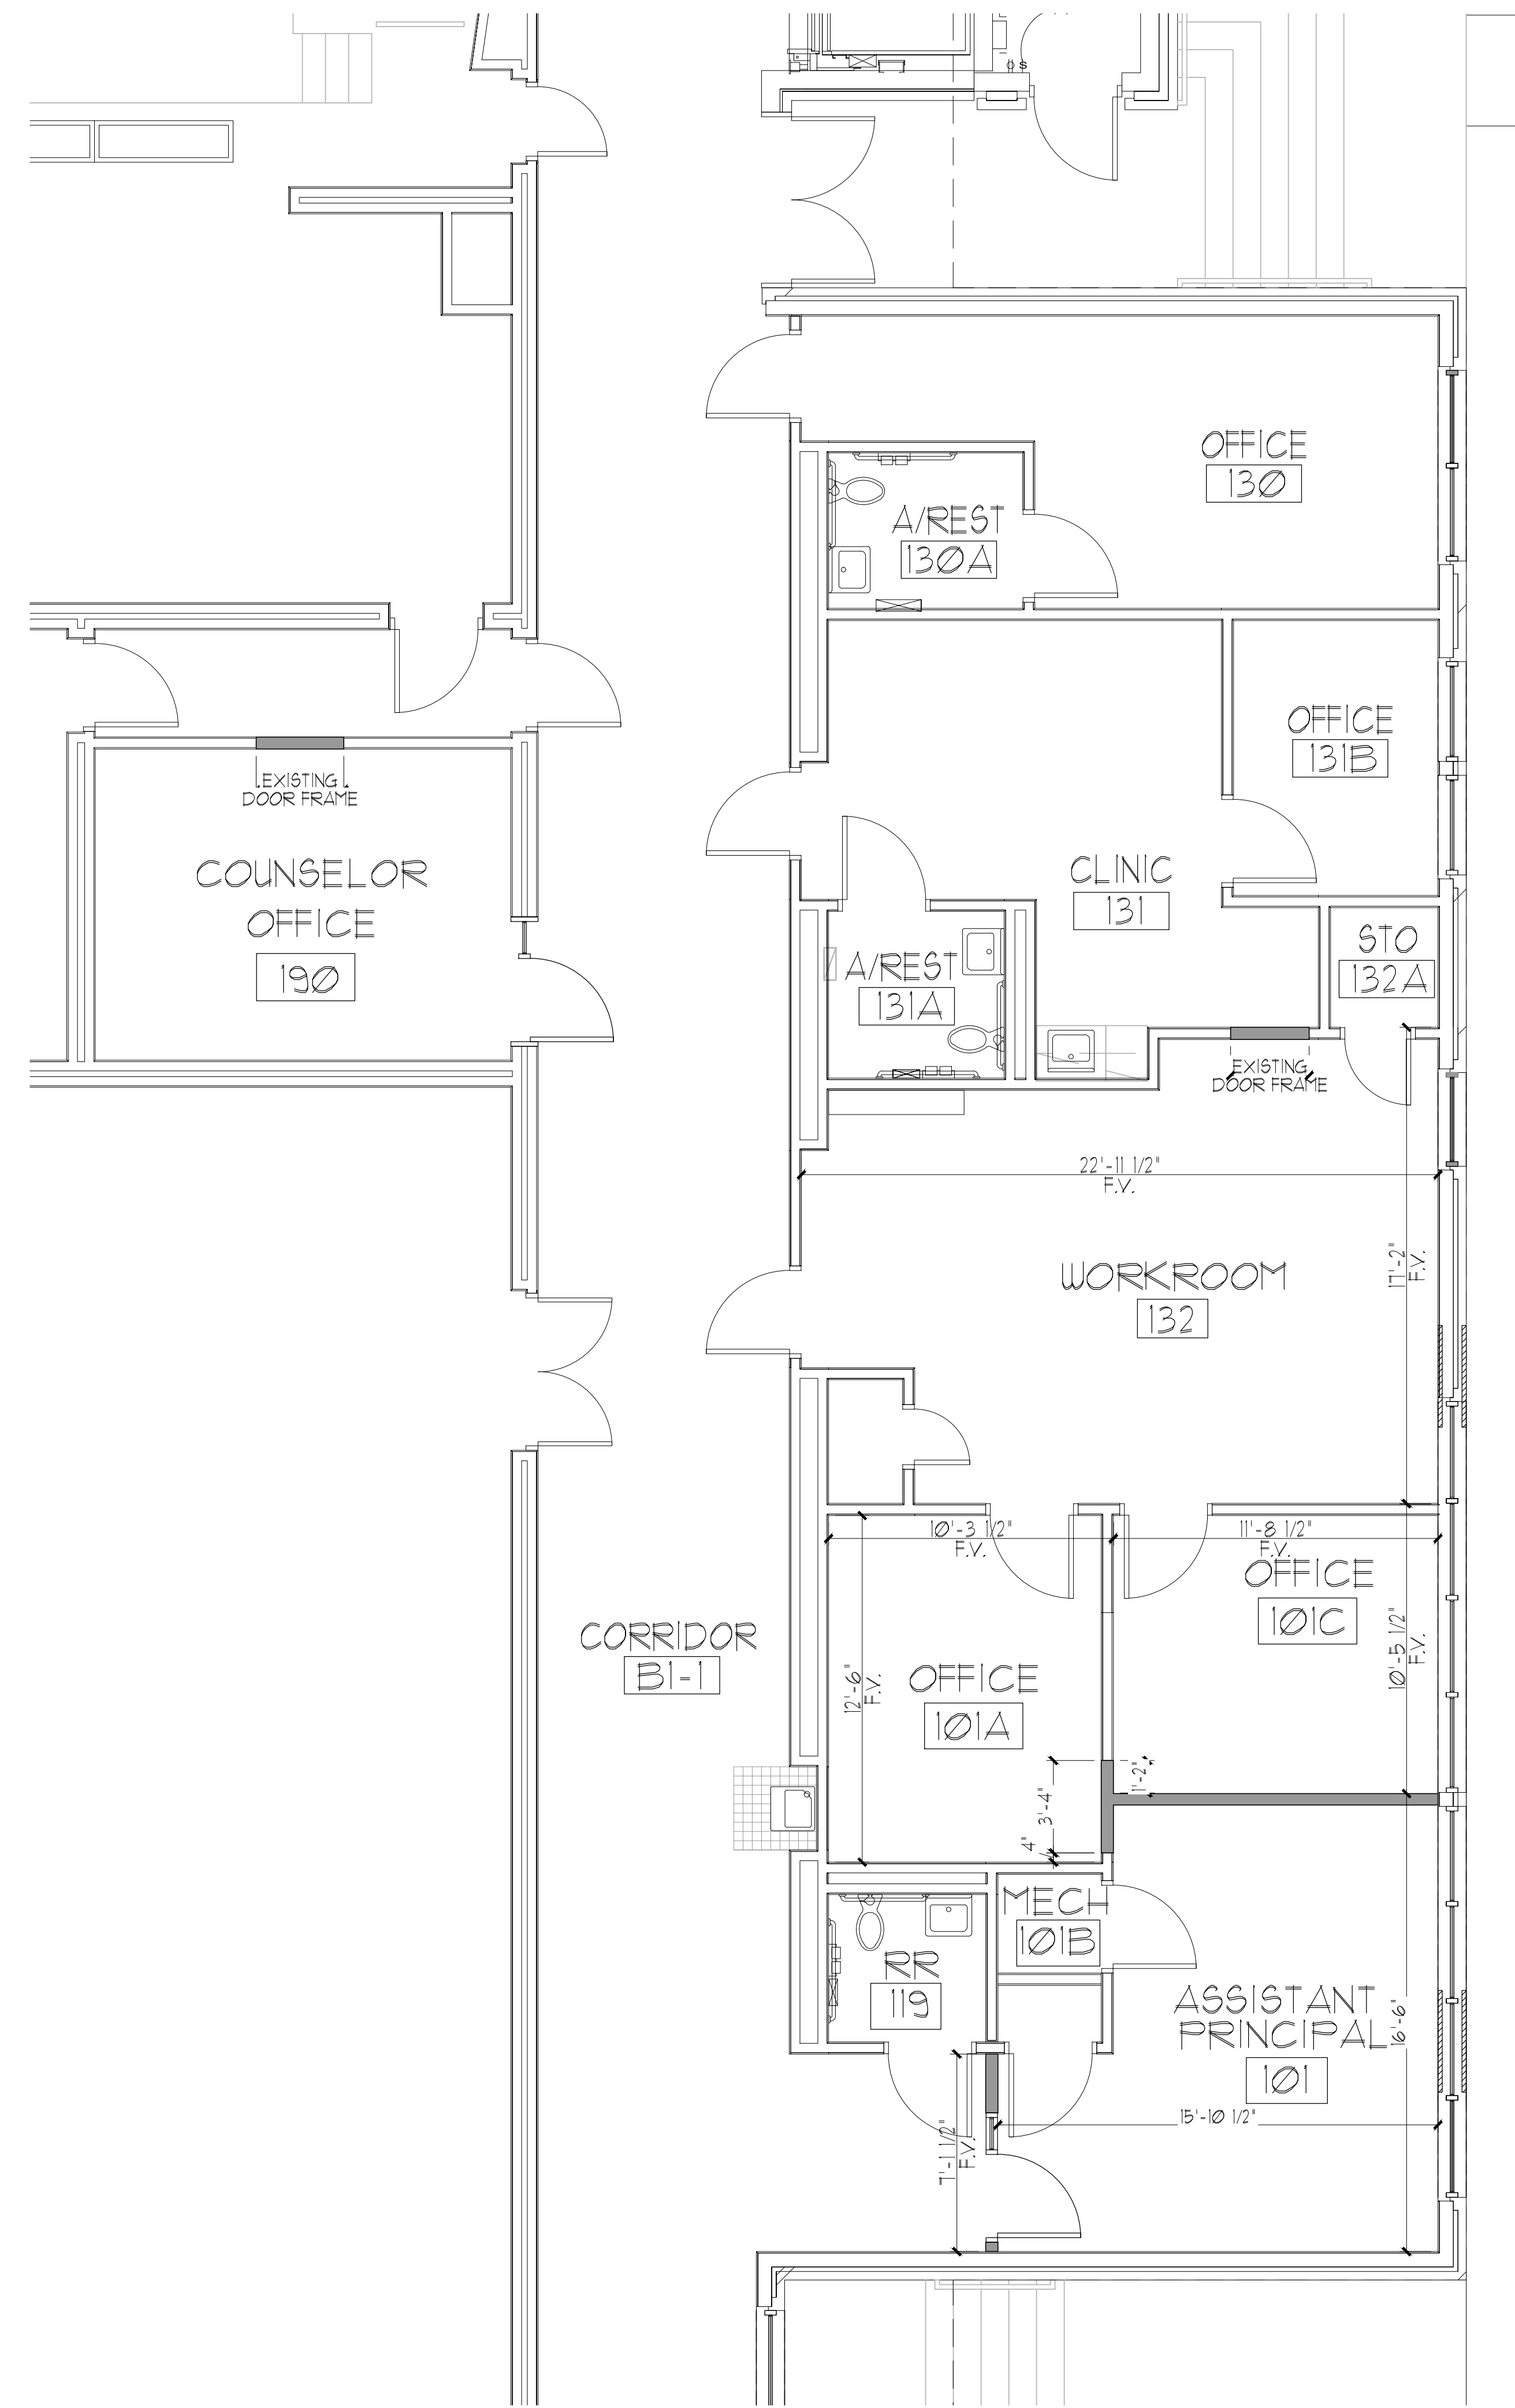 OFFICE
130
A/REST
130A
OFFICE
131B
EXISTING
DOOR FRAME
COUNSELOR
OFFICE
190
CLINIC
131
STO
132A
A/REST
131A
EXISTING
DOOR FRAME
22'-11 1/2"
F.V.
17'-2"
F.V.
WORKROOM
132
10'-3 1/2"
F.V.
11'-8 1/2"
F.V.
OFFICE
101C
CORRIDOR
B1-1
12'-6"
F.V.
OFFICE
101A
10'-5 1/2"
F.V.
1'-2"
3'-4"
4"
MECH
101B
RR
119
ASSISTANT
PRINCIPAL
101
16'-6"
15'-10 1/2"
7'-1 1/2"
F.V.